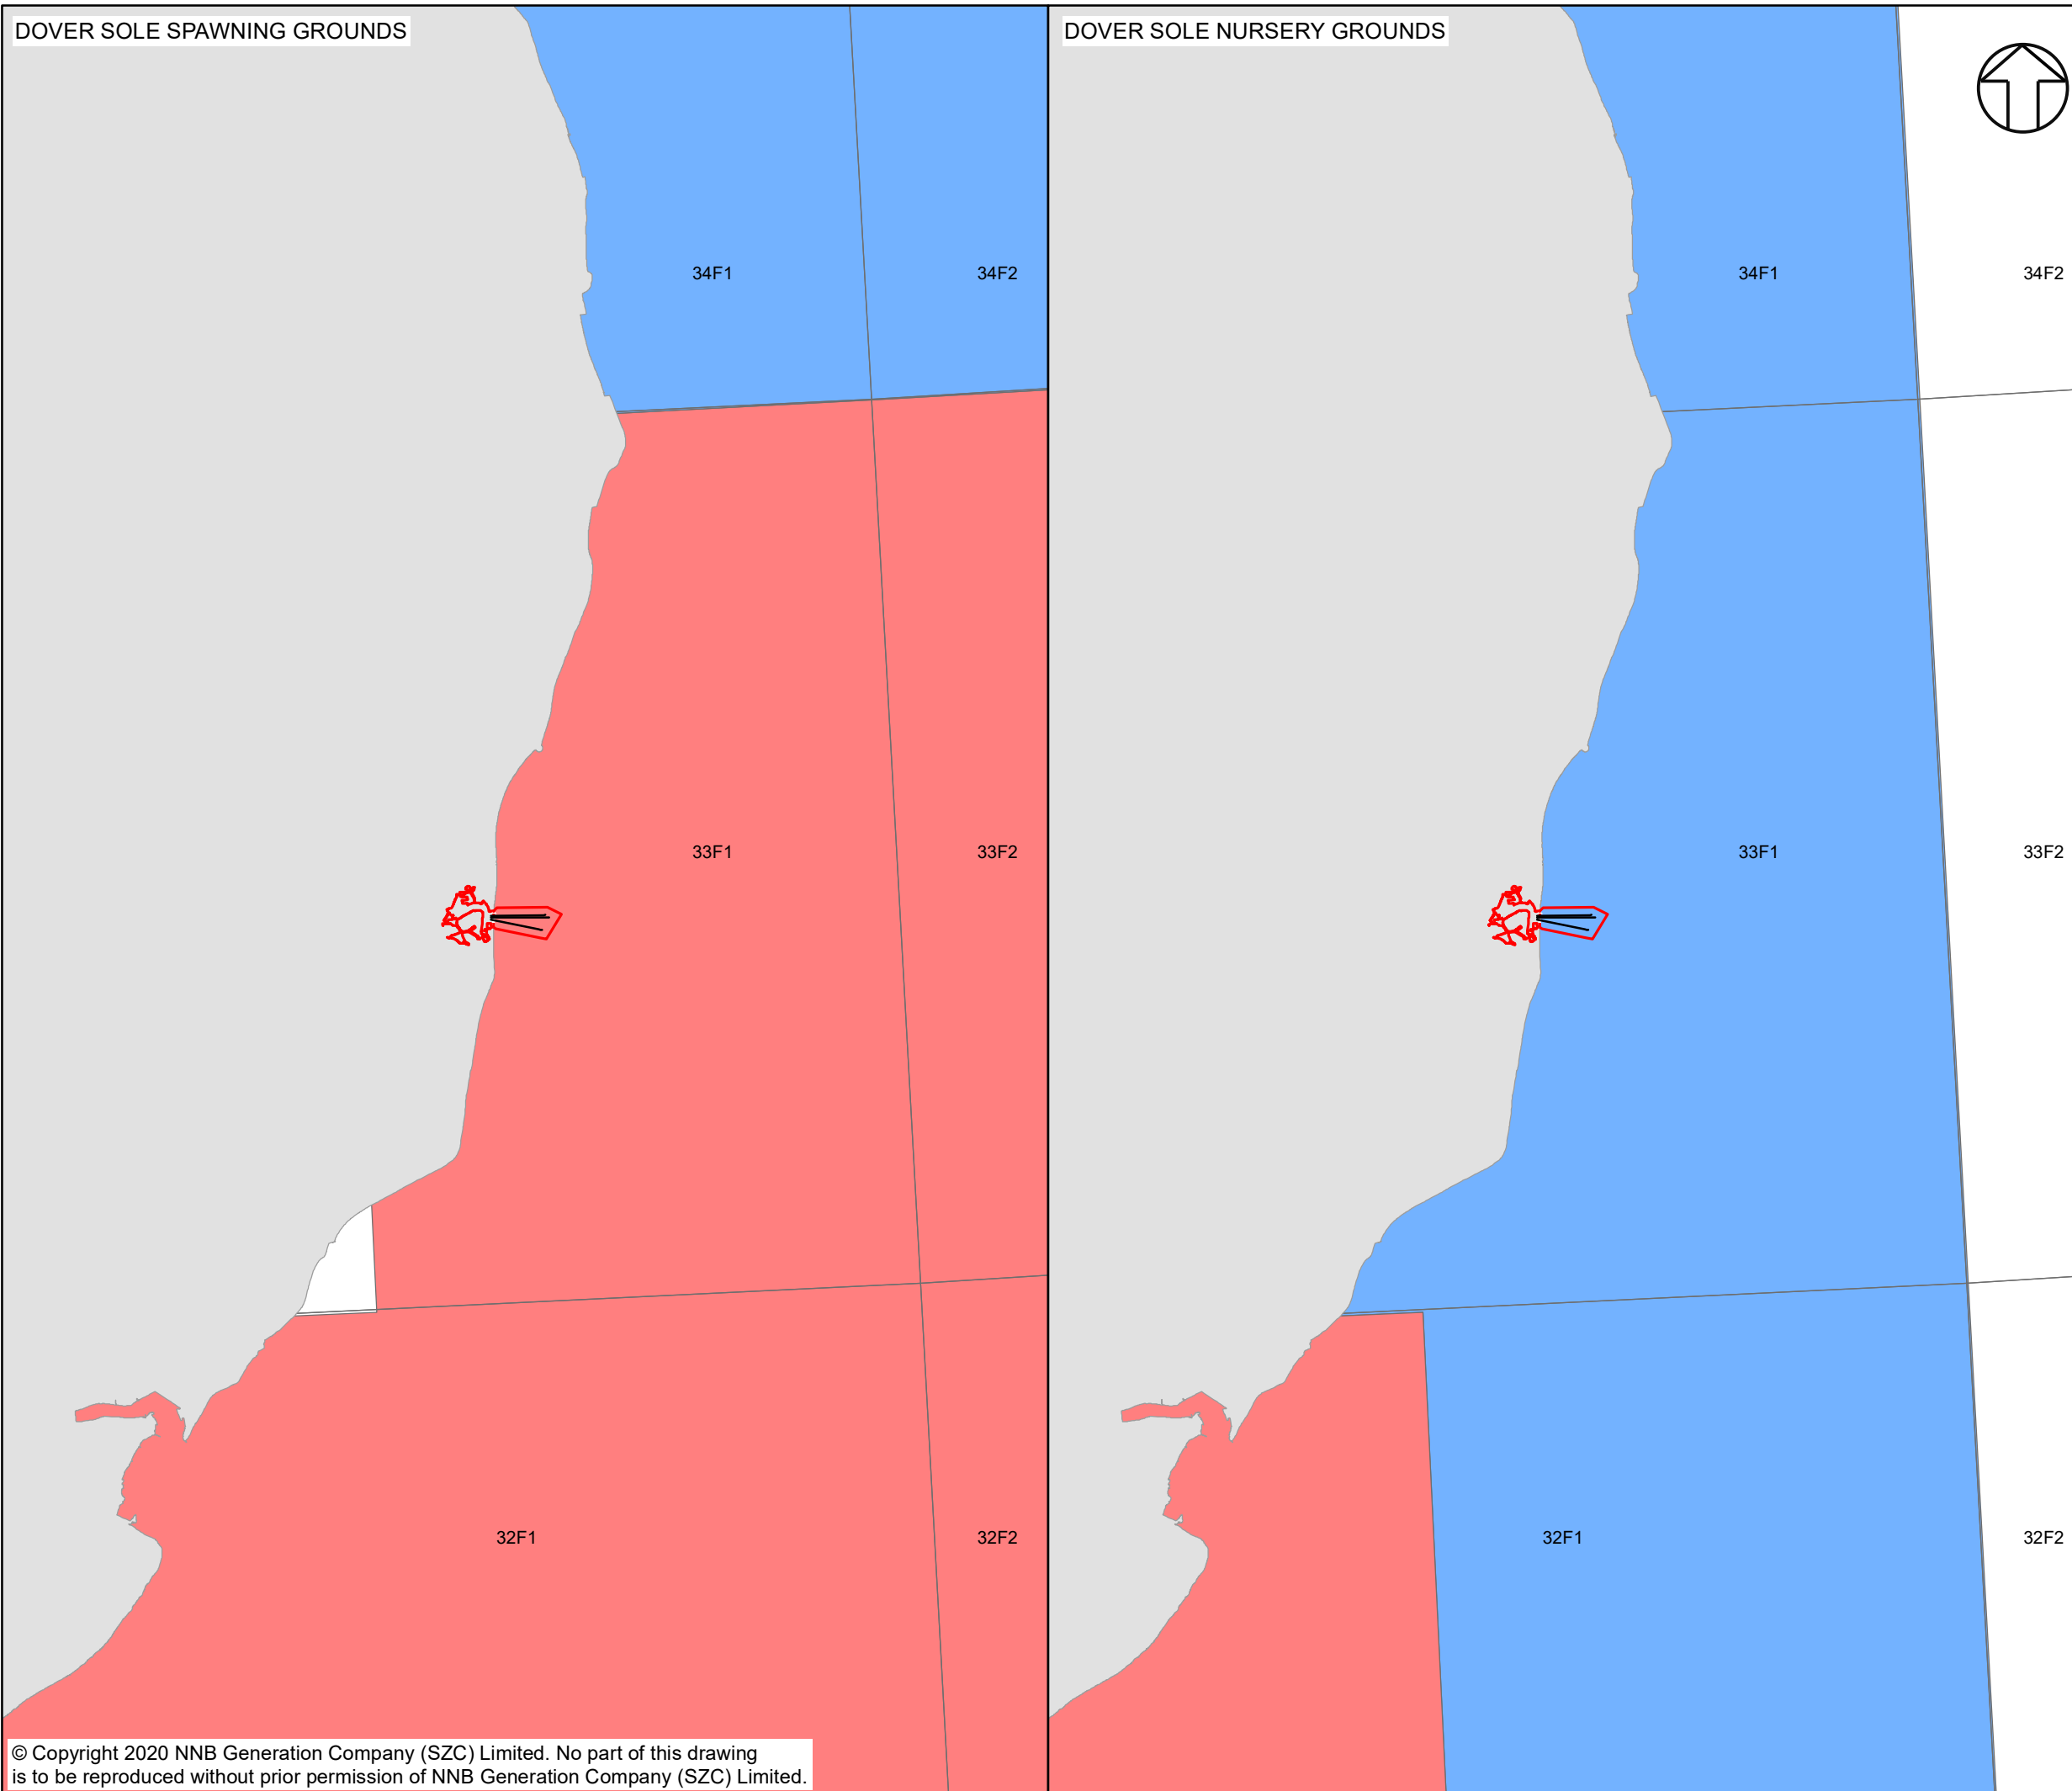 DOVER SOLE SPAWNING GROUNDS
DOVER SOLE NURSERY GROUNDS
34F1
34F2
34F1
34F2
33F1
33F2
33F1
33F2
32F1
32F2
32F1
32F2
© Copyright 2020 NNB Generation Company (SZC) Limited. No part of this drawing
is to be reproduced without prior permission of NNB Generation Company (SZC) Limited.